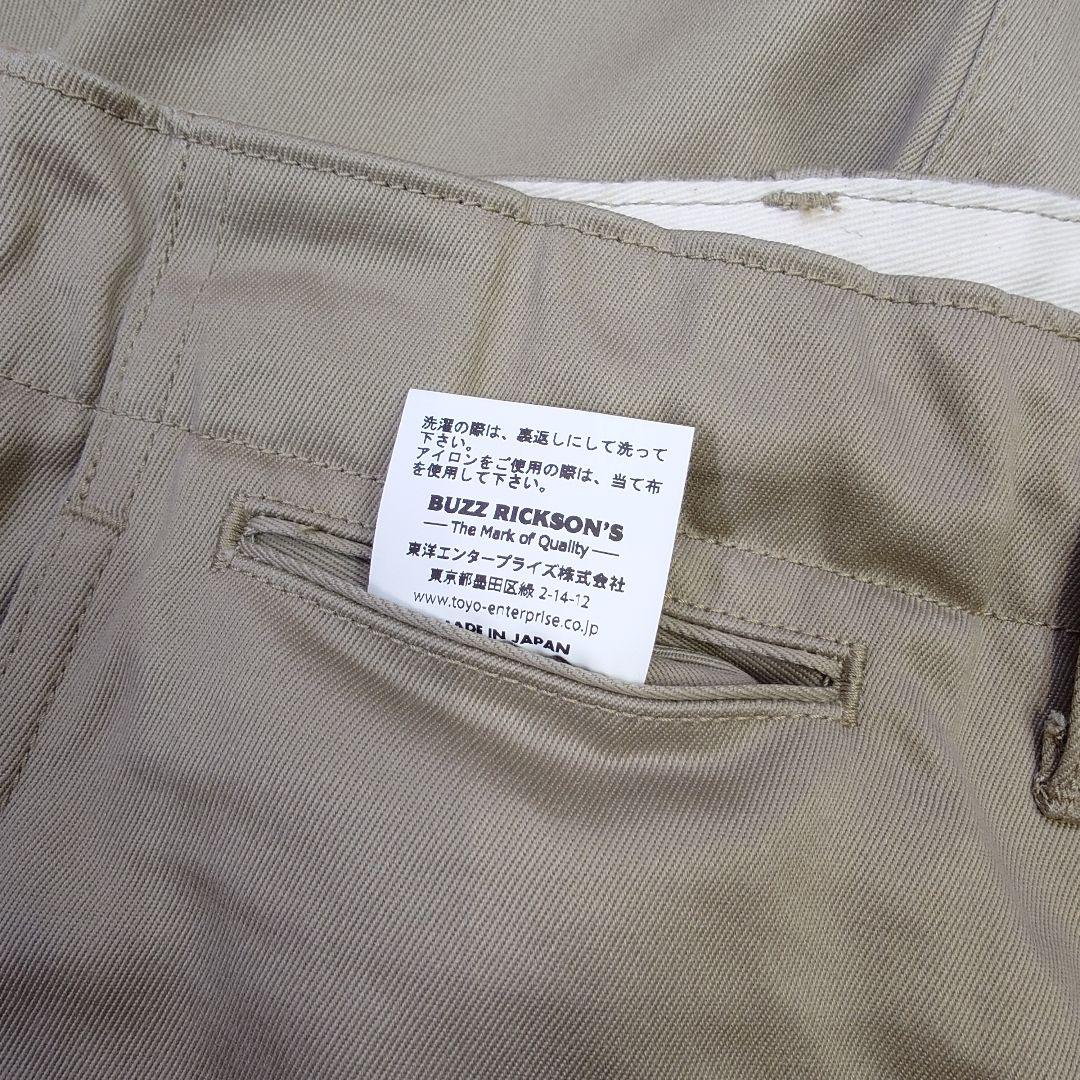 洗濯の際は、裏返しにして洗って
下さい。
アイロンをご使用の際は、当て布
を使用して下さい。
BUZZ RICKSON'S
The Mark of Quality
東洋エンタープライズ株式会社
東京都墨田区緑 2-14-12
www.toyo-enterprise.co.jp
MADE IN JAPAN